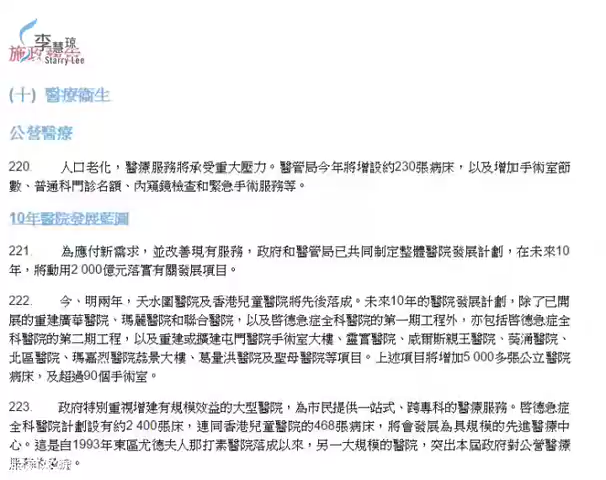 李慧琼
Starry Lee
施政報告
(十) 醫療衞生
公營醫療
220. 人口老化，醫療服務將承受重大壓力。醫管局今年將增設約230張病床，以及增加手術室節
數、普通科門診名額、內窺鏡檢查和緊急手術服務等。
10年醫院發展藍圖
221. 為應付新需求，並改善現有服務，政府和醫管局已共同制定整體醫院發展計劃，在未來10
年，將動用2 000億元落實有關發展項目。
222. 今、明兩年，天水圍醫院及香港兒童醫院將先後落成。未來10年的醫院發展計劃，除了已開
展的重建廣華醫院、瑪麗醫院和聯合醫院，以及啓德急症全科醫院的第一期工程外，亦包括啓德急症全
科醫院的第二期工程，以及重建或擴建屯門醫院手術室大樓、靈實醫院、威爾斯親王醫院、葵涌醫院、
北區醫院、瑪嘉烈醫院荔景大樓、葛量洪醫院及聖母醫院等項目。上述項目將增加5 000多張公立醫院
病床，及超過90個手術室。
223. 政府特別重視增建有規模效益的大型醫院，為市民提供一站式、跨專科的醫療服務。啓德急症
全科醫院計劃設有約2 400張床，連同香港兒童醫院的468張病床，將會發展為具規模的先進醫療中
心。這是自1993年東區尤德夫人那打素醫院落成以來，另一大規模的醫院，突出本屆政府對公營醫療